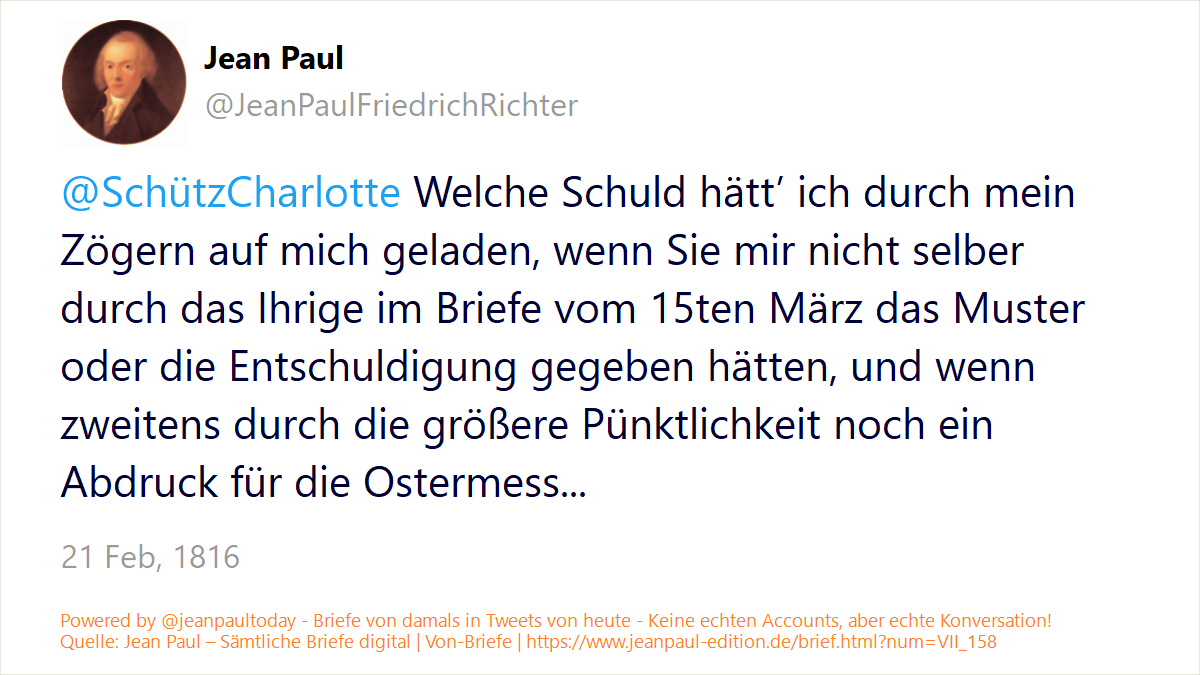 Jean Paul
@JeanPaulFriedrichRichter
@SchützCharlotte Welche Schuld hätt’ ich durch mein
Zögern auf mich geladen, wenn Sie mir nicht selber
durch das Ihrige im Briefe vom 15ten März das Muster
oder die Entschuldigung gegeben hätten, und wenn
zweitens durch die größere Pünktlichkeit noch ein
Abdruck für die Ostermess...
21 Feb, 1816
Powered by @jeanpaultoday - Briefe von damals in Tweets von heute - Keine echten Accounts, aber echte Konversation!
Quelle: Jean Paul – Sämtliche Briefe digital | Von-Briefe | https://www.jeanpaul-edition.de/brief.html?num=VII_158